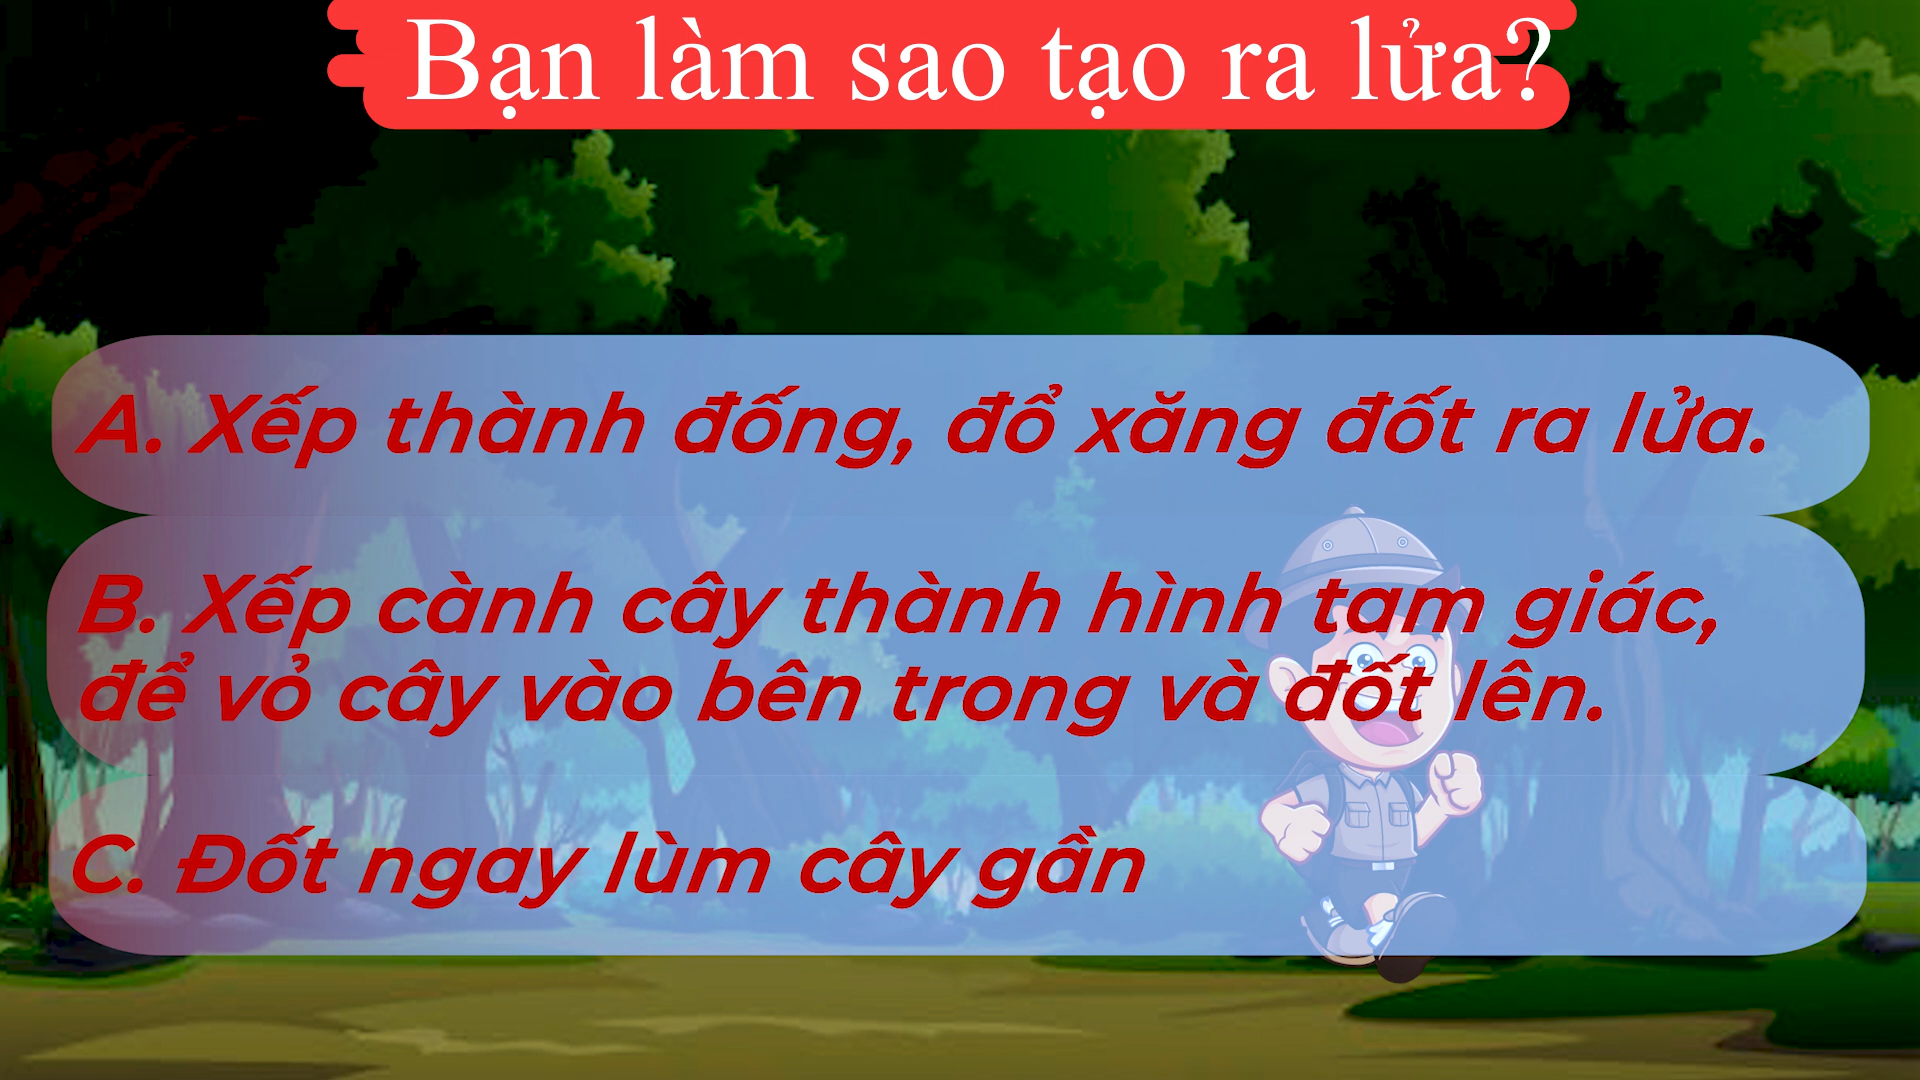 Bạn làm sao tạo ra lửa?
A. Xếp thành đống, đổ xăng đốt ra lửa.
B. Xếp cành cây thành hình tam giác,
để vỏ cây vào bên trong và đốt lên.
C. Đốt ngay lùm cây gần